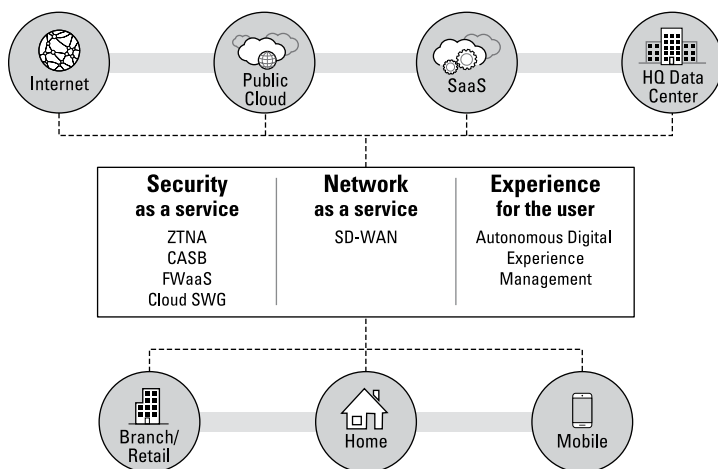 Internet
Public
Cloud
SaaS
HQ Data
Center
Security
as a service
ZTNA
CASB
FWaaS
Cloud SWG
Network
as a service
SD-WAN
Experience
for the user
Autonomous Digital
Experience
Management
Branch/
Retail
Home
Mobile